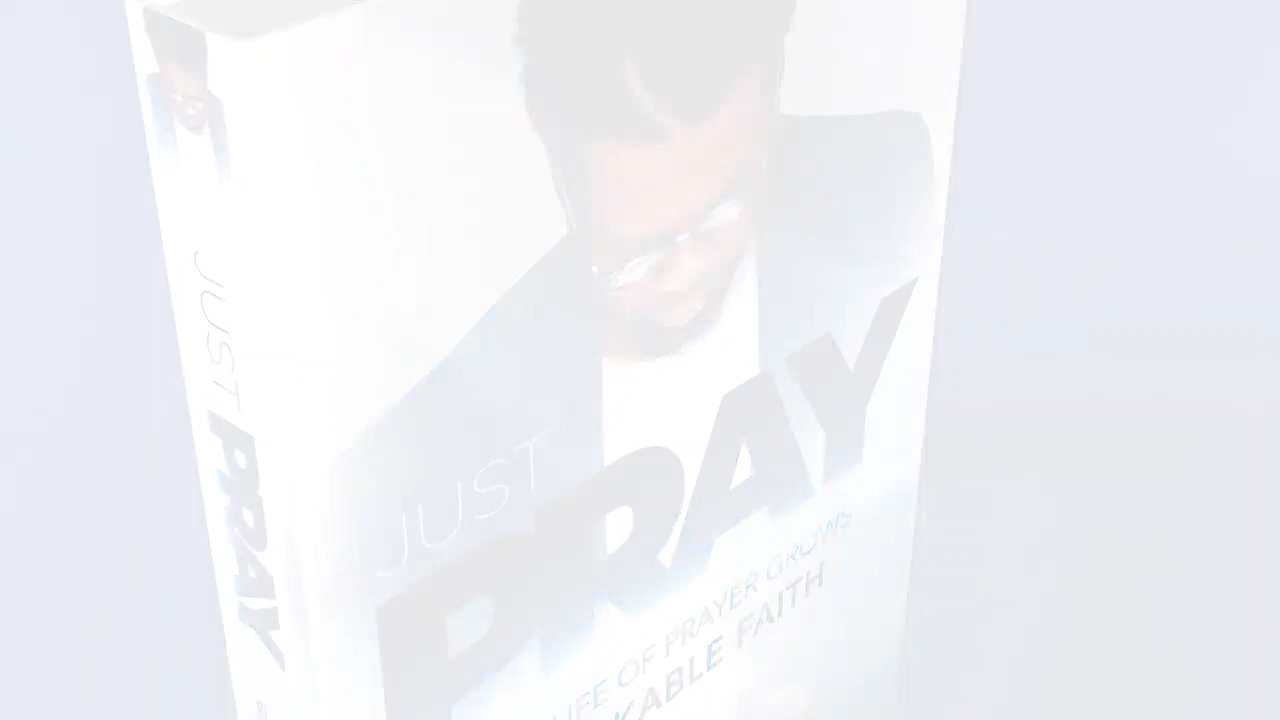 JUST PRAY
JUST
PRAY
LIFE OF PRAYER GROWS
KABLE FAITH